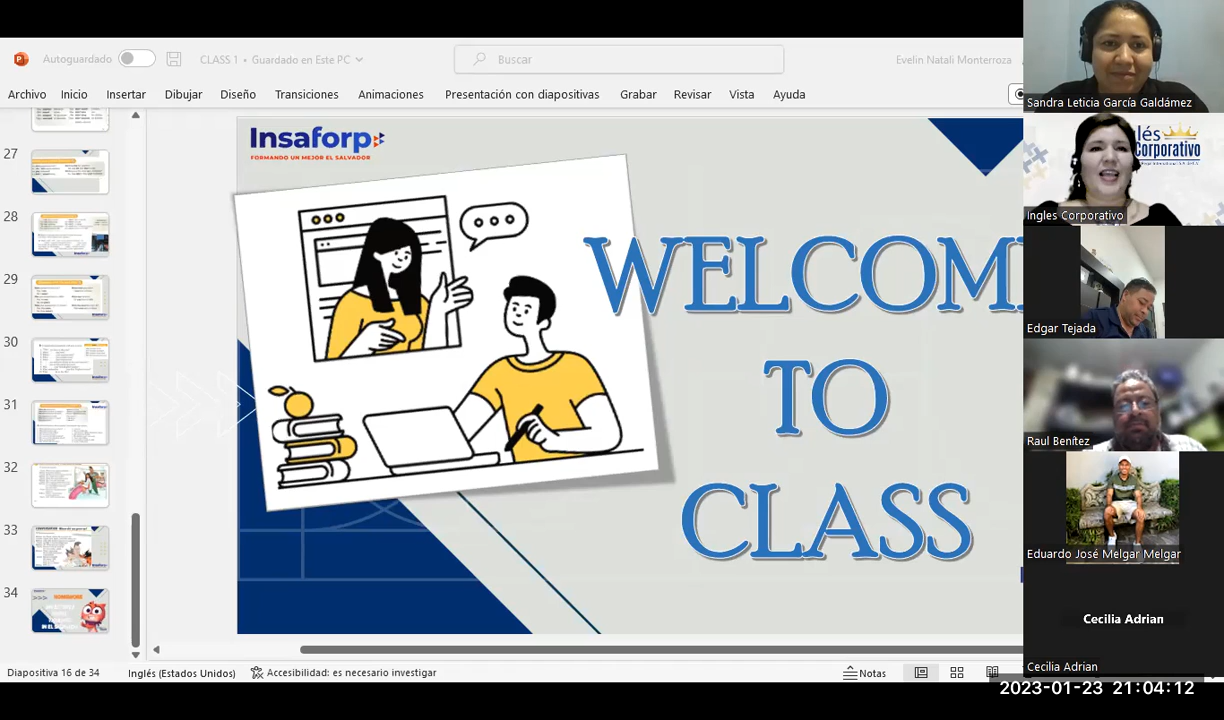 Autoguardado
CLASS 1 • Guardado en Este PC
Buscar
Evelin Natali Monterroza
Archivo Inicio Insertar Dibujar Diseño Transiciones Animaciones Presentación con diapositivas Grabar Revisar Vista Ayuda
27
28
29
30
31
32
33
34
Insaforp
FORMANDO UN MEJOR EL SALVADOR
WELCOM
TO
CLASS
Sandra Leticia García Galdámez
lés
Corporativo
Ingles Corporativo
Edgar Tejada
Raul Benítez
Eduardo José Melgar Melgar
Cecilia Adrian
Cecilia Adrian
Diapositiva 16 de 34
Inglés (Estados Unidos)
Accesibilidad: es necesario investigar
Notas
2023-01-23 21:04:12